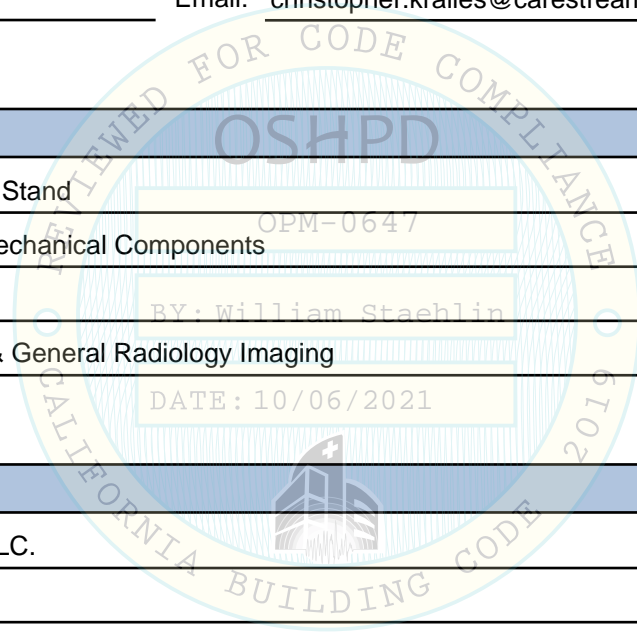 Email: christopher.kralles@carestream
REVIEWED FOR CODE COMPLIANCE
OSHPD
Stand
OPM-0647
Mechanical Components
BY: William Staehlin
& General Radiology Imaging
DATE: 10/06/2021
LC.
CALIFORNIA BUILDING CODE 2019